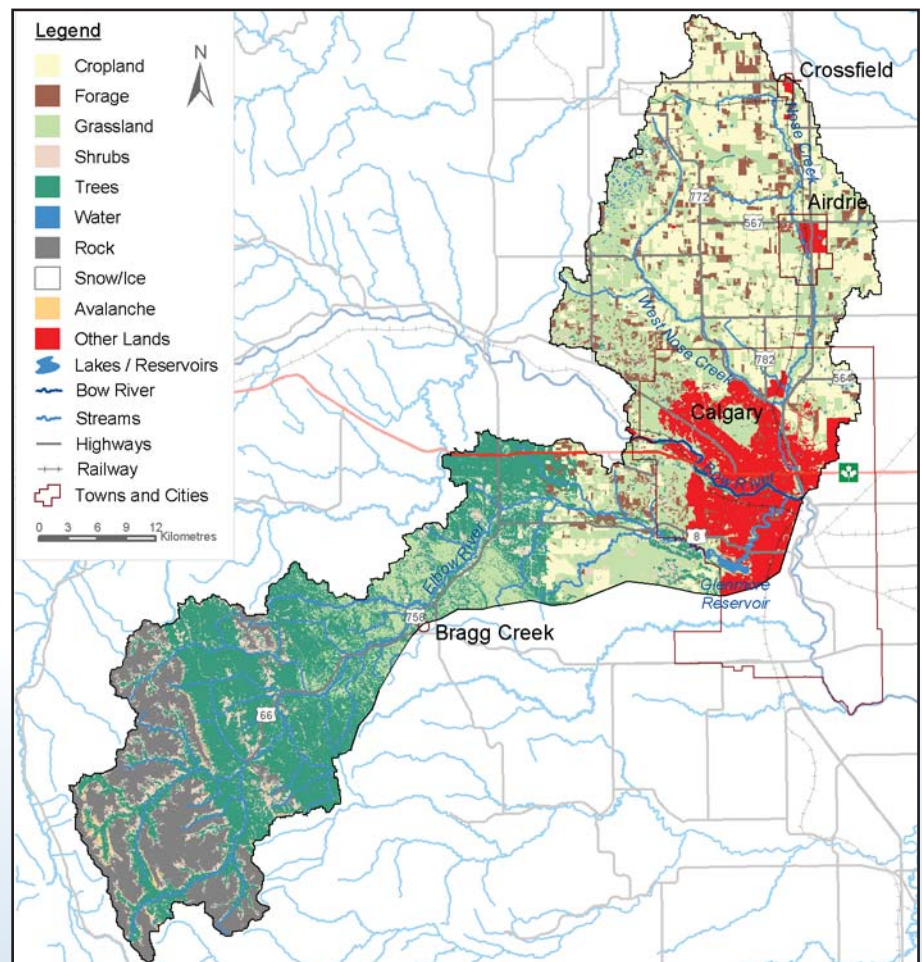 Legend
N
Cropland
Forage
Grassland
Shrubs
Trees
Water
Rock
Snow/Ice
Avalanche
Other Lands
Lakes / Reservoirs
Bow River
Streams
Highways
Railway
Towns and Cities
0 3 6 9 12
Kilometres
Crossfield
Nose Creek
Airdrie
772
567
West Nose Creek
782
564
Calgary
Bow River
8
Glenmore
Reservoir
Elbow River
758
Bragg Creek
66